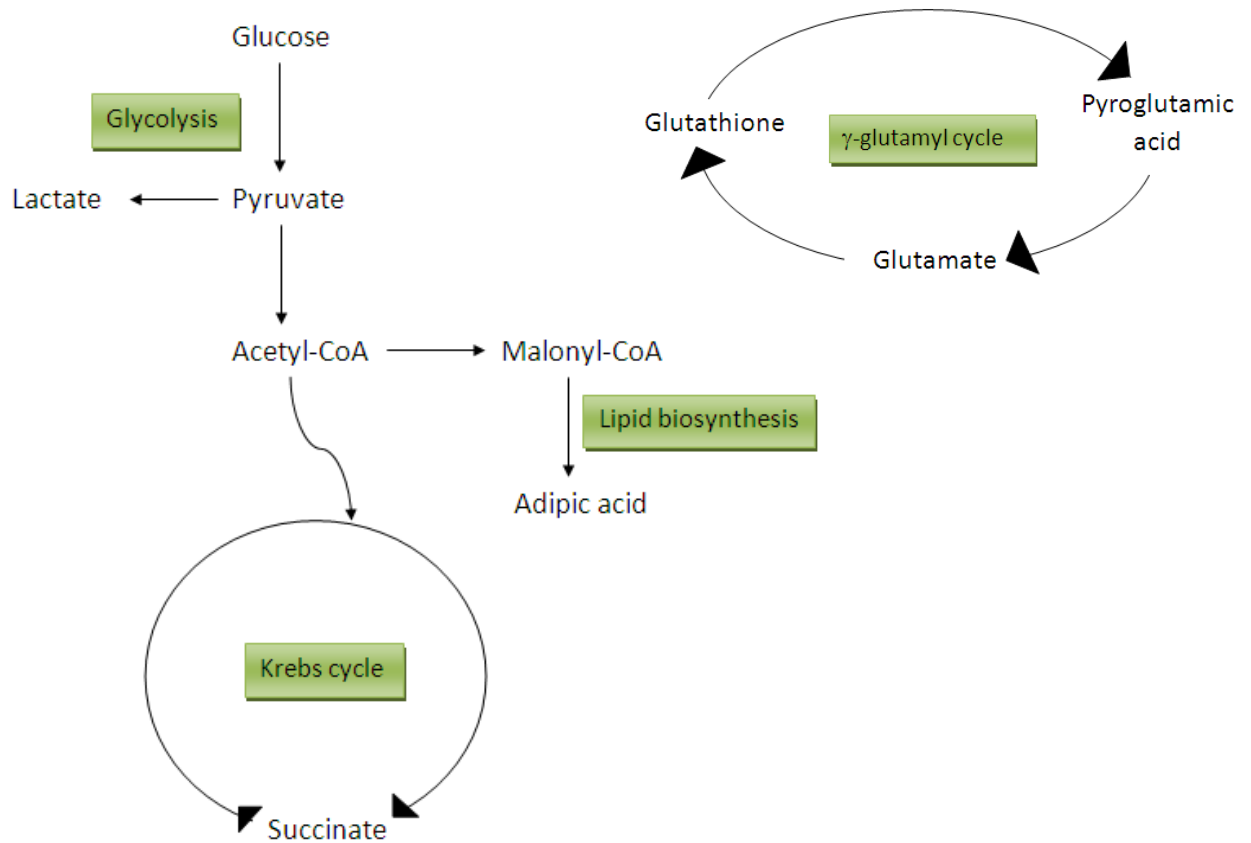 Glucose
Glycolysis
Lactate
Pyruvate
Acetyl-CoA
Malonyl-CoA
Lipid biosynthesis
Adipic acid
Krebs cycle
Succinate
Glutathione
γ-glutamyl cycle
Pyroglutamic
acid
Glutamate